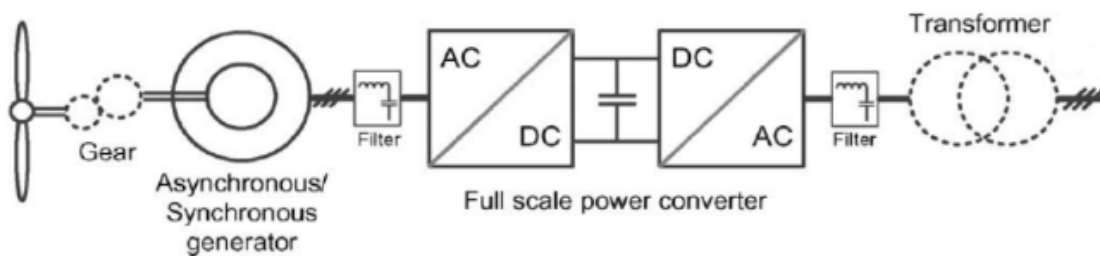 Transformer
AC
DC
DC
AC
Filter
Filter
Gear
Asynchronous/
Synchronous
generator
Full scale power converter